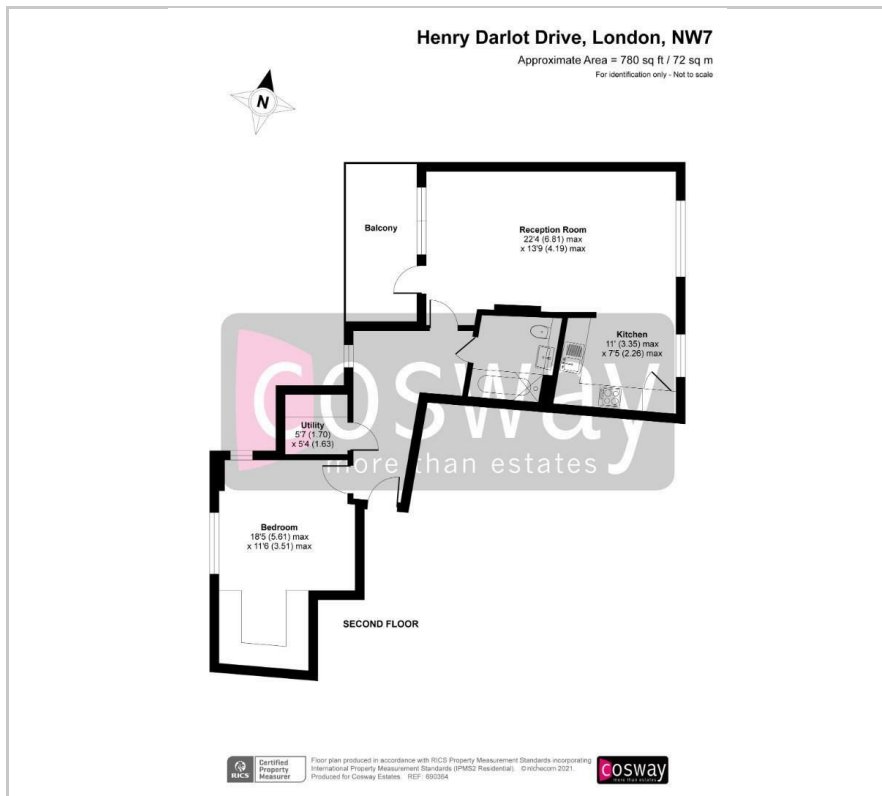 Henry Darlot Drive, London, NW7
Approximate Area = 780 sq ft / 72 sq m
For identification only - Not to scale
N
Balcony
Reception Room
22'4 (6.81) max
x 13'9 (4.19) max
Kitchen
11' (3.35) max
x 7'5 (2.26) max
cosway
more than estates
Utility
5'7 (1.70)
x 5'4 (1.63)
Bedroom
18'5 (5.61) max
x 11'6 (3.51) max
SECOND FLOOR
RICS
Certified
Property
Measurer
Floor plan produced in accordance with RICS Property Measurement Standards incorporating
International Property Measurement Standards (IPMS2 Residential). ©nichecom 2021.
Produced for Cosway Estates. REF: 690364
cosway
more than estates